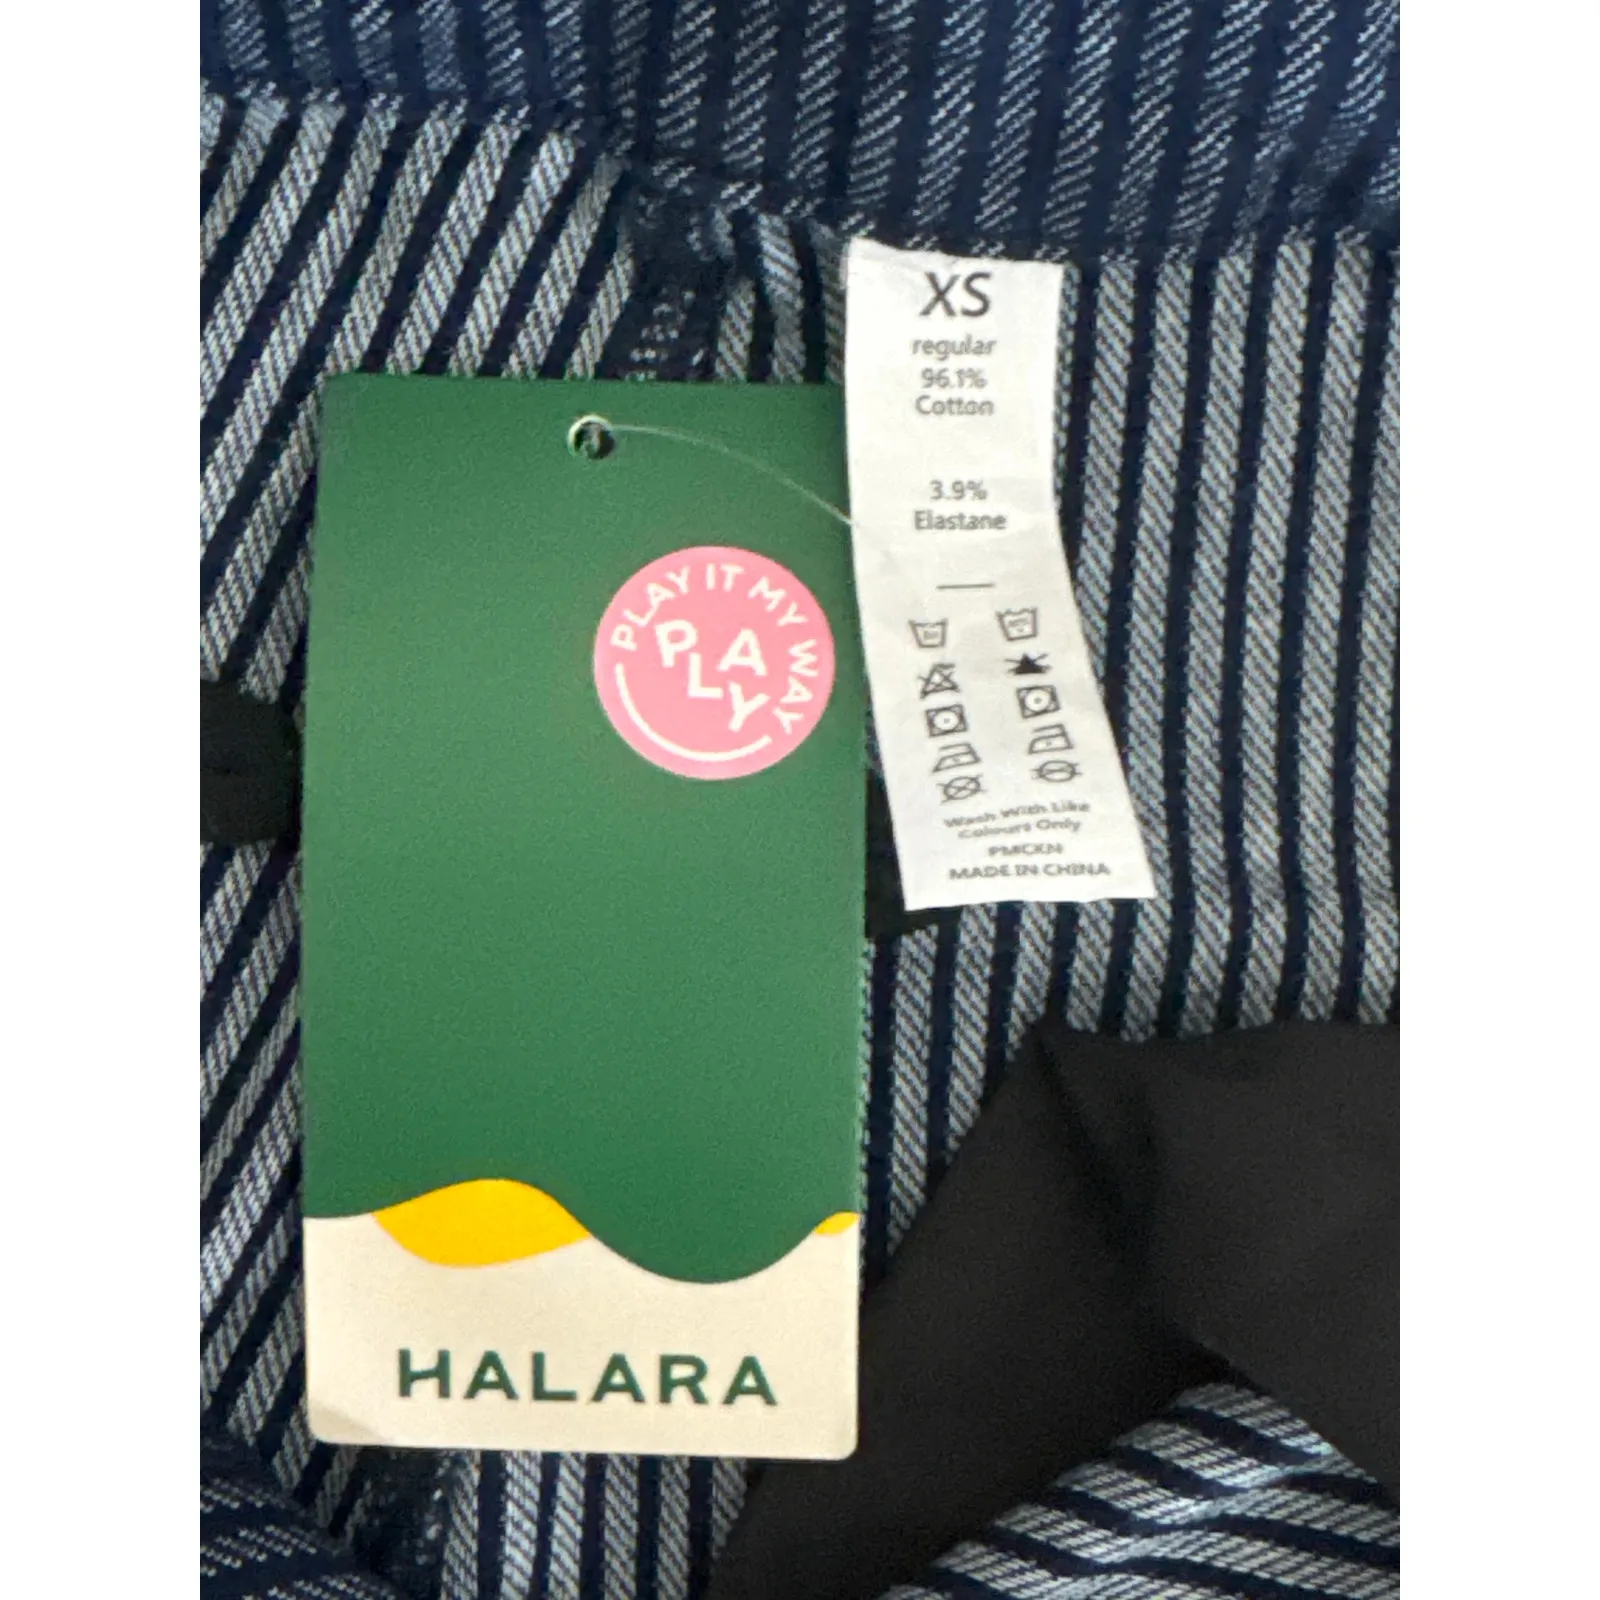 XS
regular
96.1%
Cotton
3.9%
Elastane
Wash With Like
Colours Only
PMCKN
MADE IN CHINA
PLAY IT MY WAY
PLAY
HALARA